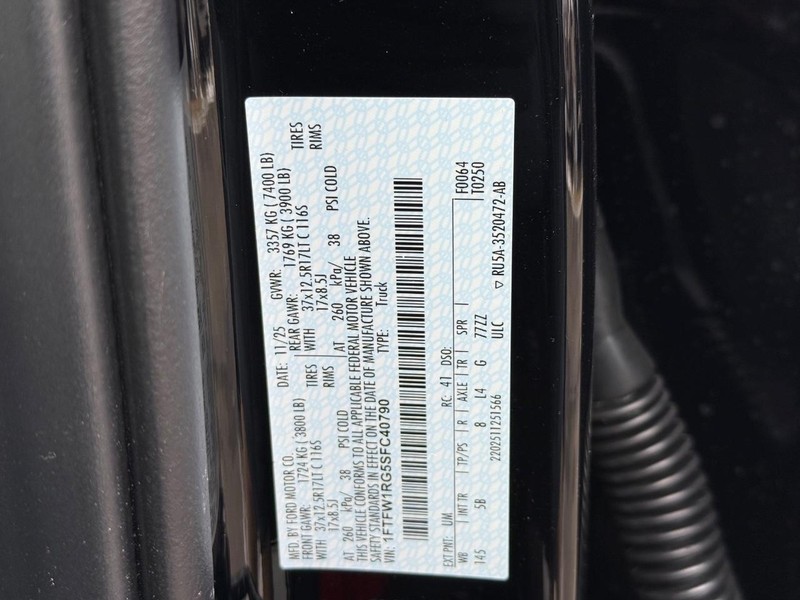 MFD. BY FORD MOTOR CO.
DATE: 11/25 GVWR: 3357 KG ( 7400 LB)
FRONT GAWR: 1724 KG ( 3800 LB) REAR GAWR: 1769 KG ( 3900 LB)
WITH 37x12.5R17LT C 116S TIRES WITH 37x12.5R17LT C 116S TIRES
17x8.5J RIMS 17x8.5J RIMS
AT 260 kPa/ 38 PSI COLD AT 260 kPa/ 38 PSI COLD
THIS VEHICLE CONFORMS TO ALL APPLICABLE FEDERAL MOTOR VEHICLE
SAFETY STANDARDS IN EFFECT ON THE DATE OF MANUFACTURE SHOWN ABOVE.
VIN: 1FTFW1RG5SFC40790 TYPE: Truck
EXT PNT: UM RC: 41 DSO: F0064
WB INT TR TP/PS R AXLE TR SPR T0250
145 5B 8 L4 G 77ZZ
2202511251566 ULC ▽ RU5A-3520472-AB